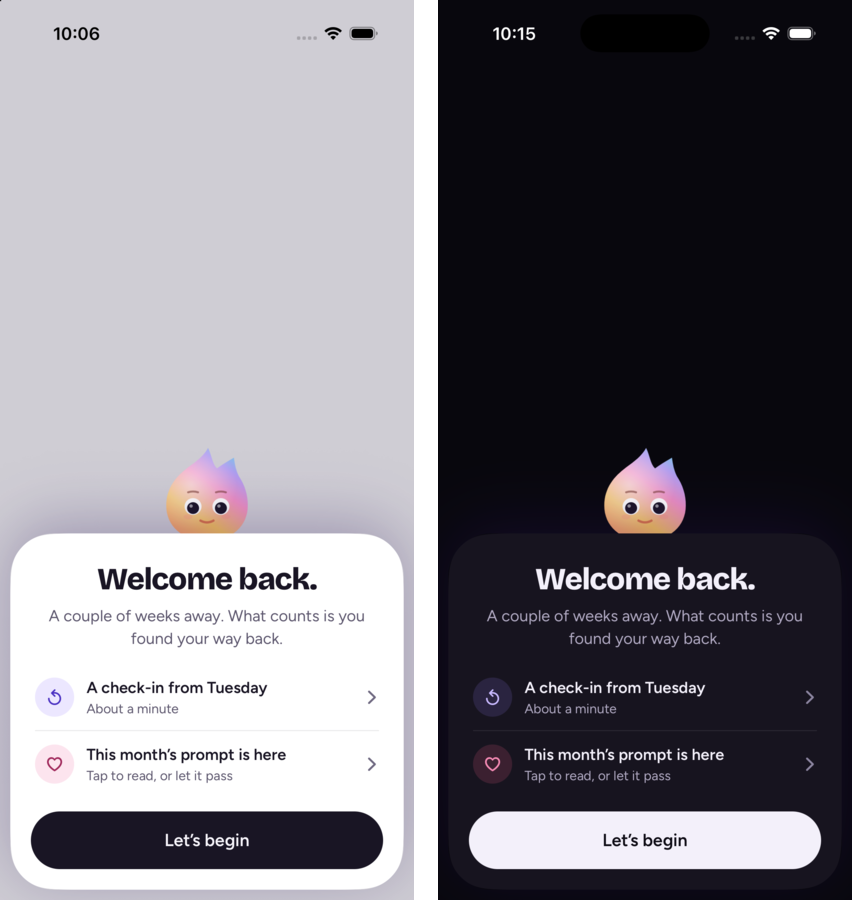 10:06
Welcome back.
A couple of weeks away. What counts is you
found your way back.
A check-in from Tuesday
About a minute
This month’s prompt is here
Tap to read, or let it pass
Let’s begin
10:15
Welcome back.
A couple of weeks away. What counts is you
found your way back.
A check-in from Tuesday
About a minute
This month’s prompt is here
Tap to read, or let it pass
Let’s begin